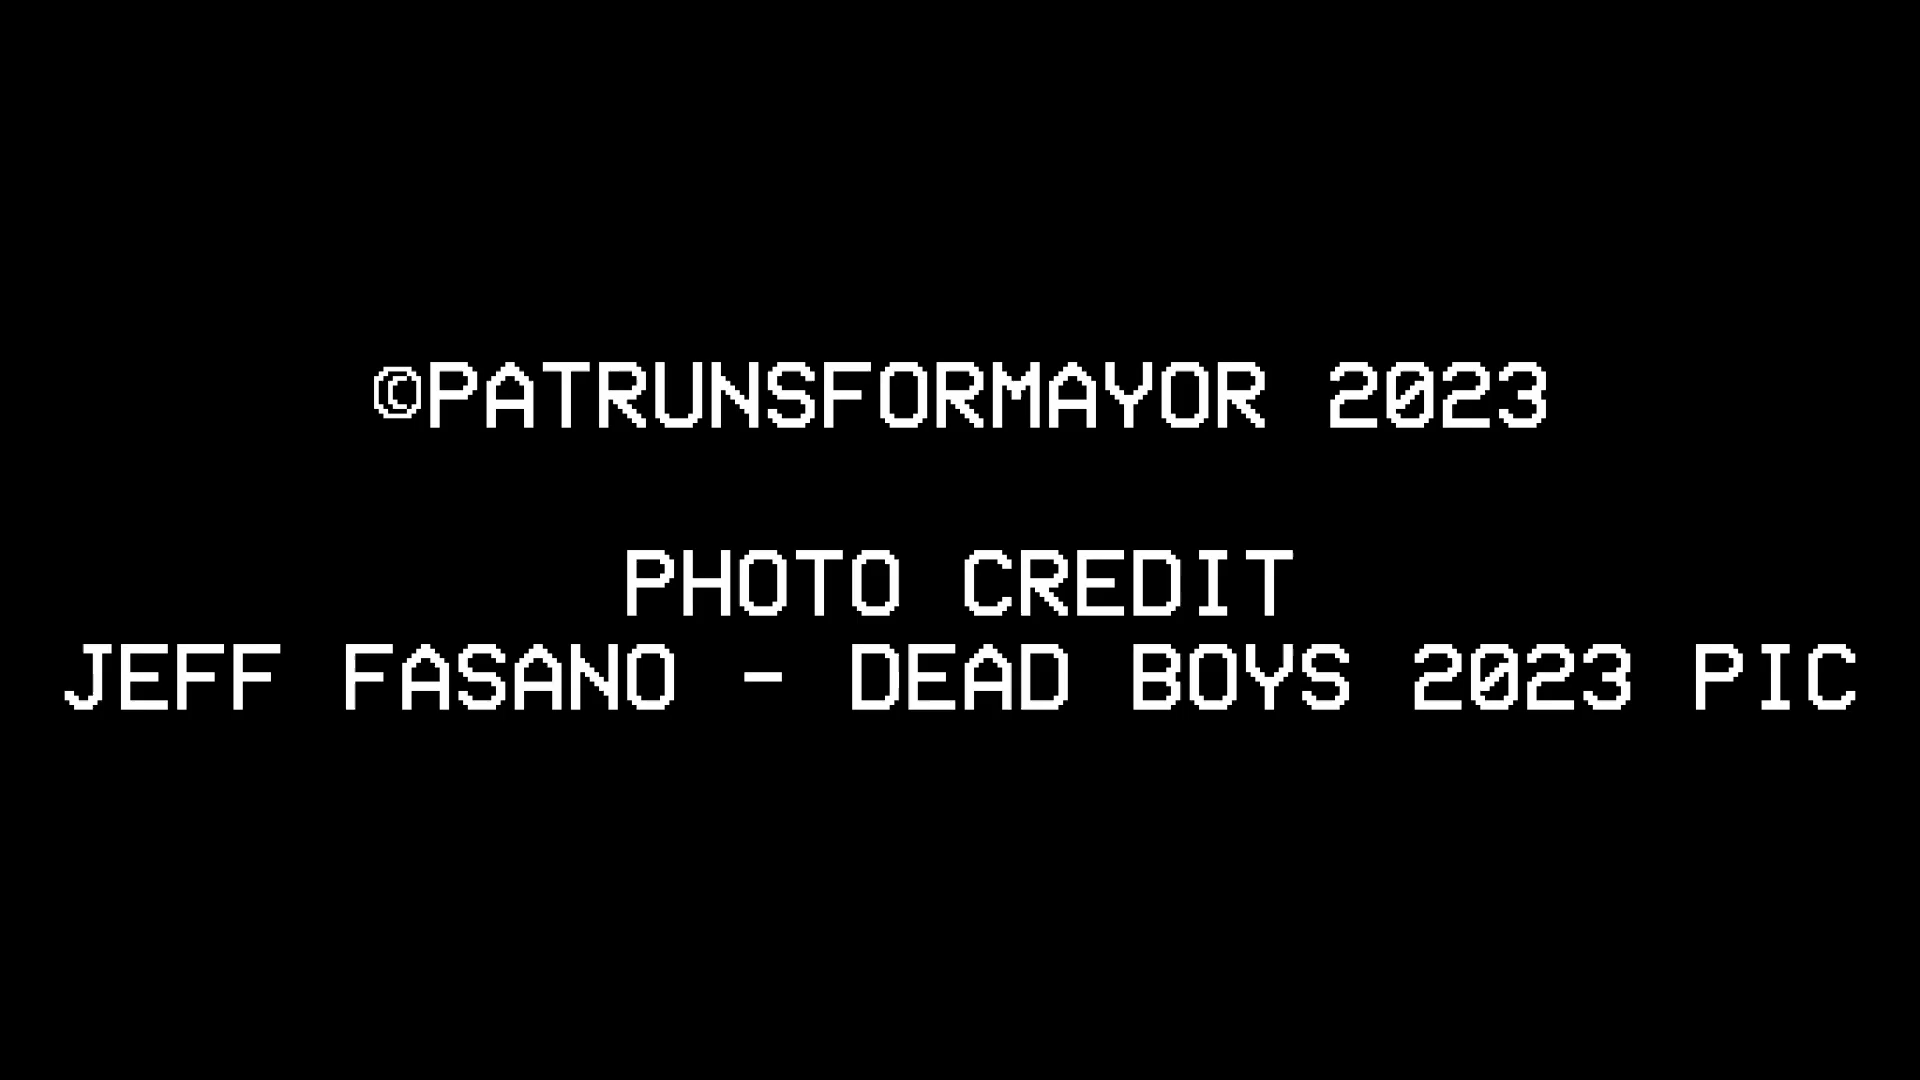 ©PATRUNSFORMAYOR 2023
PHOTO CREDIT
JEFF FASANO - DEAD BOYS 2023 PIC